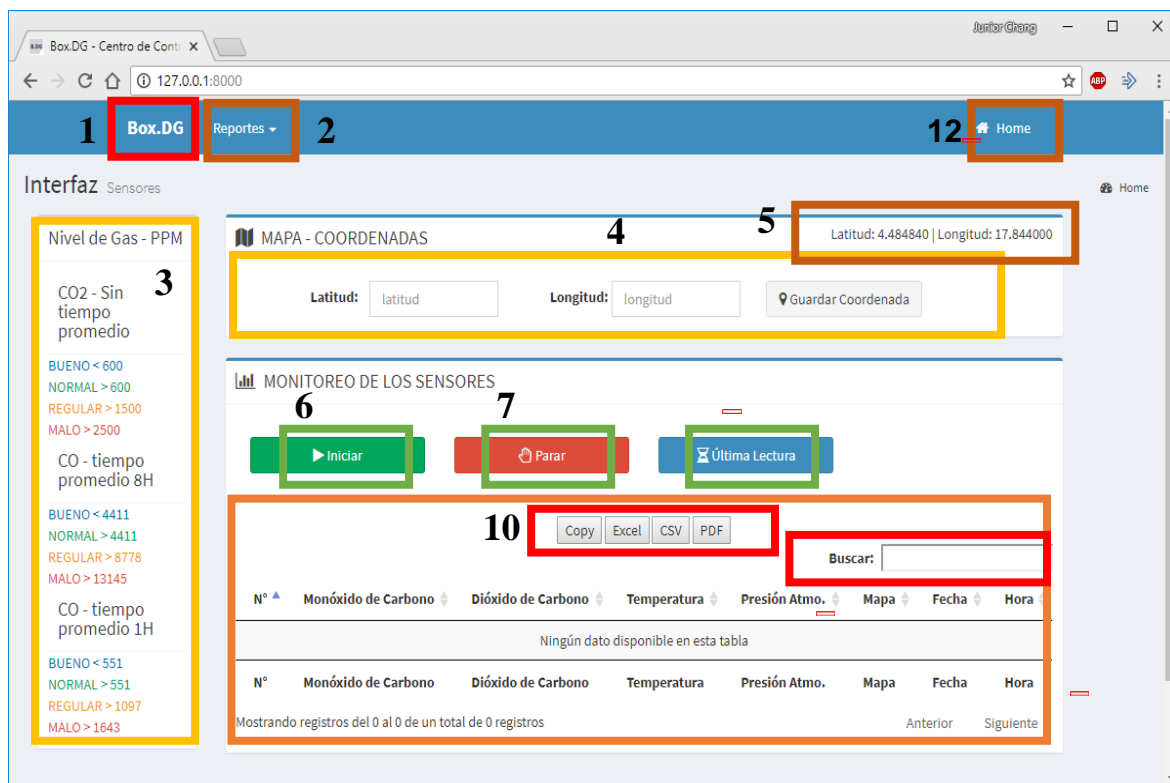 Junior Chang
Box.DG - Centro de Cont
127.0.0.1:8000
1 Box.DG Reportes 2 12 Home
Interfaz Sensores Home
Nivel de Gas - PPM
3
CO2 - Sin
tiempo
promedio
BUENO < 600
NORMAL > 600
REGULAR > 1500
MALO > 2500
CO - tiempo
promedio 8H
BUENO < 4411
NORMAL > 4411
REGULAR > 8778
MALO > 13145
CO - tiempo
promedio 1H
BUENO < 551
NORMAL > 551
REGULAR > 1097
MALO > 1643
MAPA - COORDENADAS 4 5 Latitud: 4.484840 | Longitud: 17.844000
Latitud: latitud Longitud: longitud Guardar Coordenada
MONITOREO DE LOS SENSORES
6 7
Iniciar Parar Última Lectura
10 Copy Excel CSV PDF
Buscar:
N° Monóxido de Carbono Dióxido de Carbono Temperatura Presión Atmo. Mapa Fecha Hora
Ningún dato disponible en esta tabla
N° Monóxido de Carbono Dióxido de Carbono Temperatura Presión Atmo. Mapa Fecha Hora
Mostrando registros del 0 al 0 de un total de 0 registros Anterior Siguiente